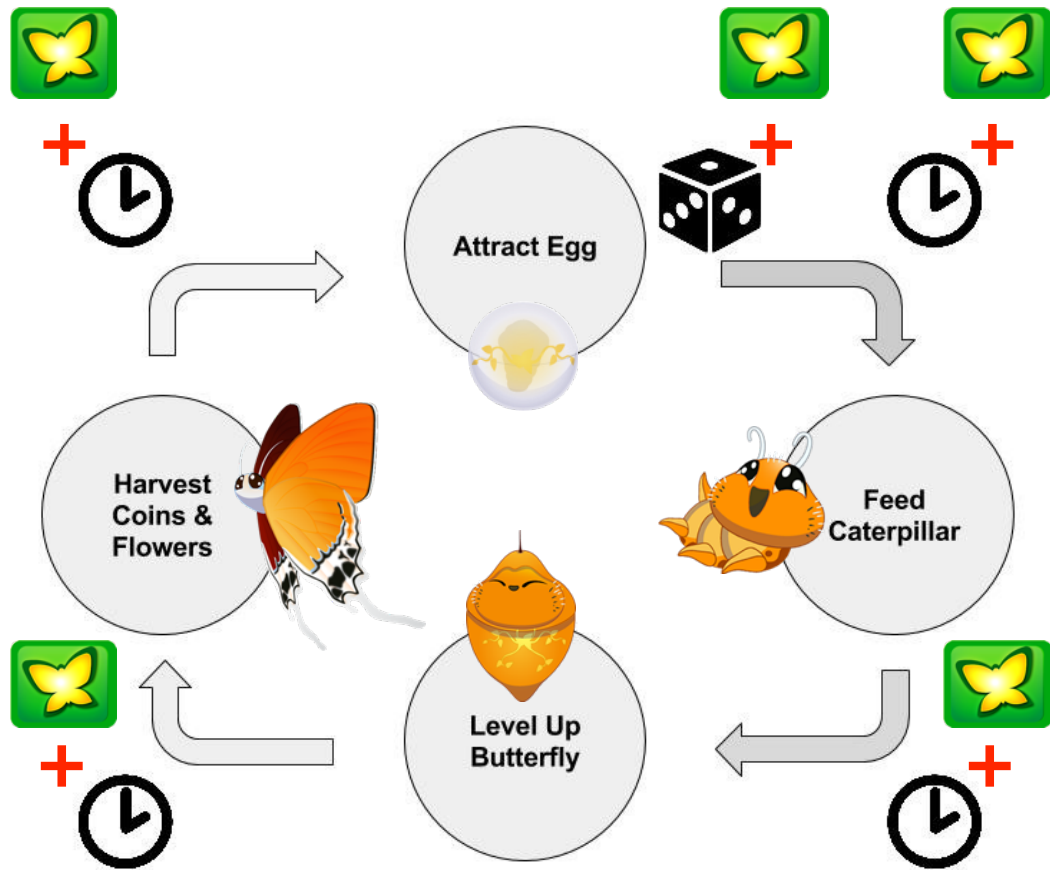 Attract Egg
Harvest
Coins &
Flowers
Feed
Caterpillar
Level Up
Butterfly